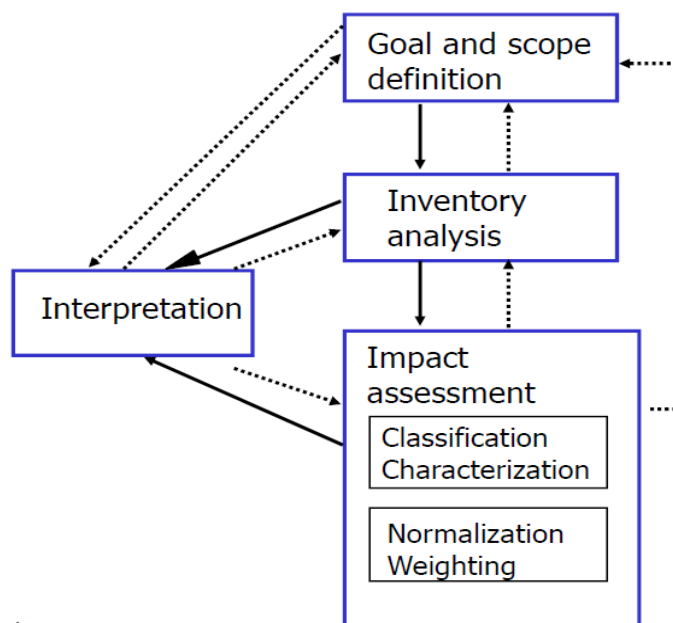 Goal and scope
definition
Inventory
analysis
Interpretation
Impact
assessment
Classification
Characterization
Normalization
Weighting